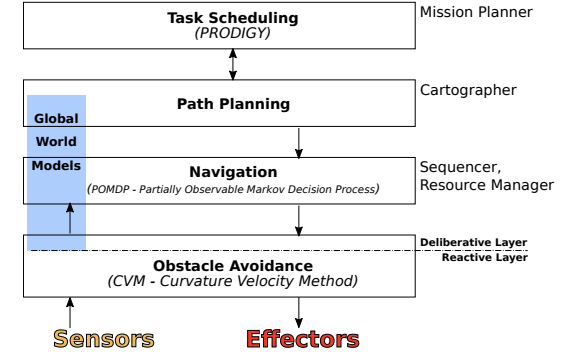 Task Scheduling
(PRODIGY)
Mission Planner
Path Planning
Cartographer
Global
World
Models
Navigation
(POMDP - Partially Observable Markov Decision Process)
Sequencer,
Resource Manager
Deliberative Layer
Reactive Layer
Obstacle Avoidance
(CVM - Curvature Velocity Method)
Sensors
Effectors